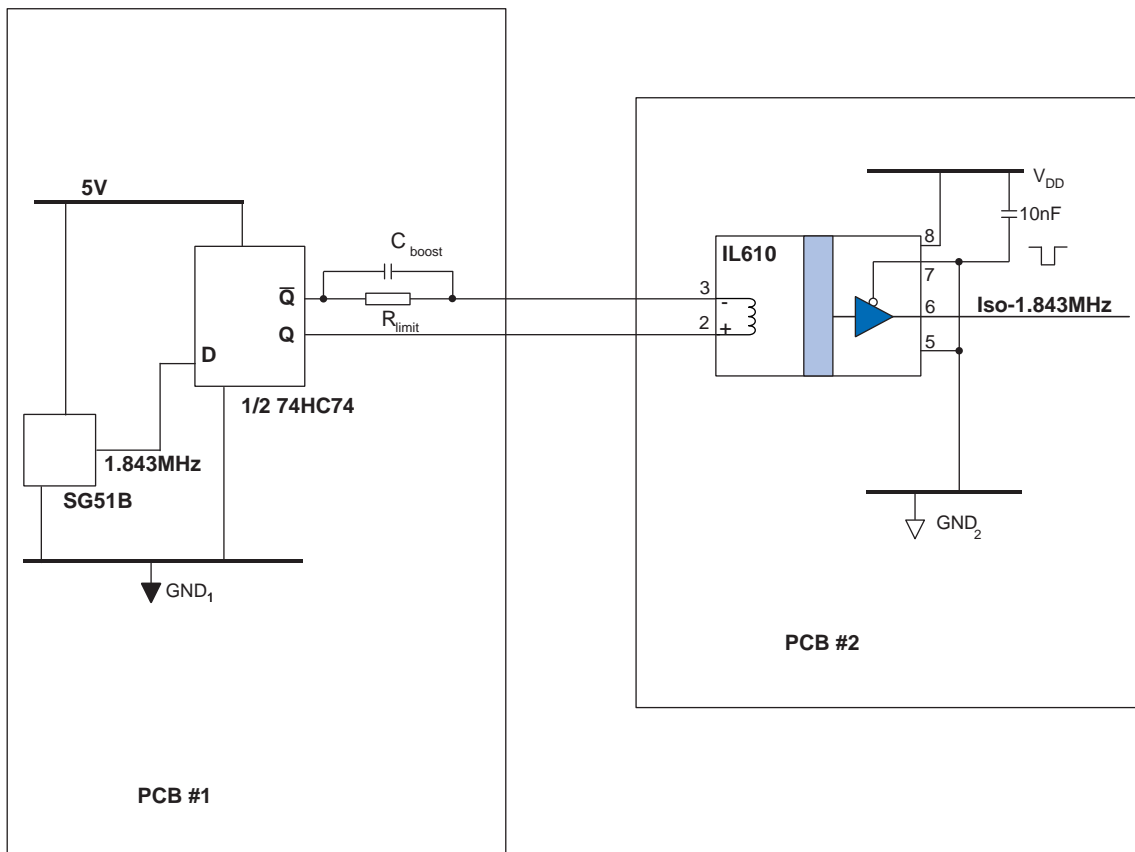 5V
C boost
Q̅
R limit
Q
D
1/2 74HC74
1.843MHz
SG51B
GND1
PCB #1
VDD
10nF
IL610
8
7
6
5
3
2
-
+
Iso-1.843MHz
GND2
PCB #2